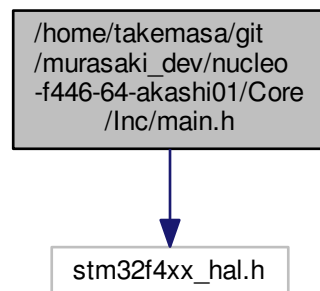 /home/takemasa/git
/murasaki_dev/nucleo
-f446-64-akashi01/Core
/Inc/main.h
stm32f4xx_hal.h